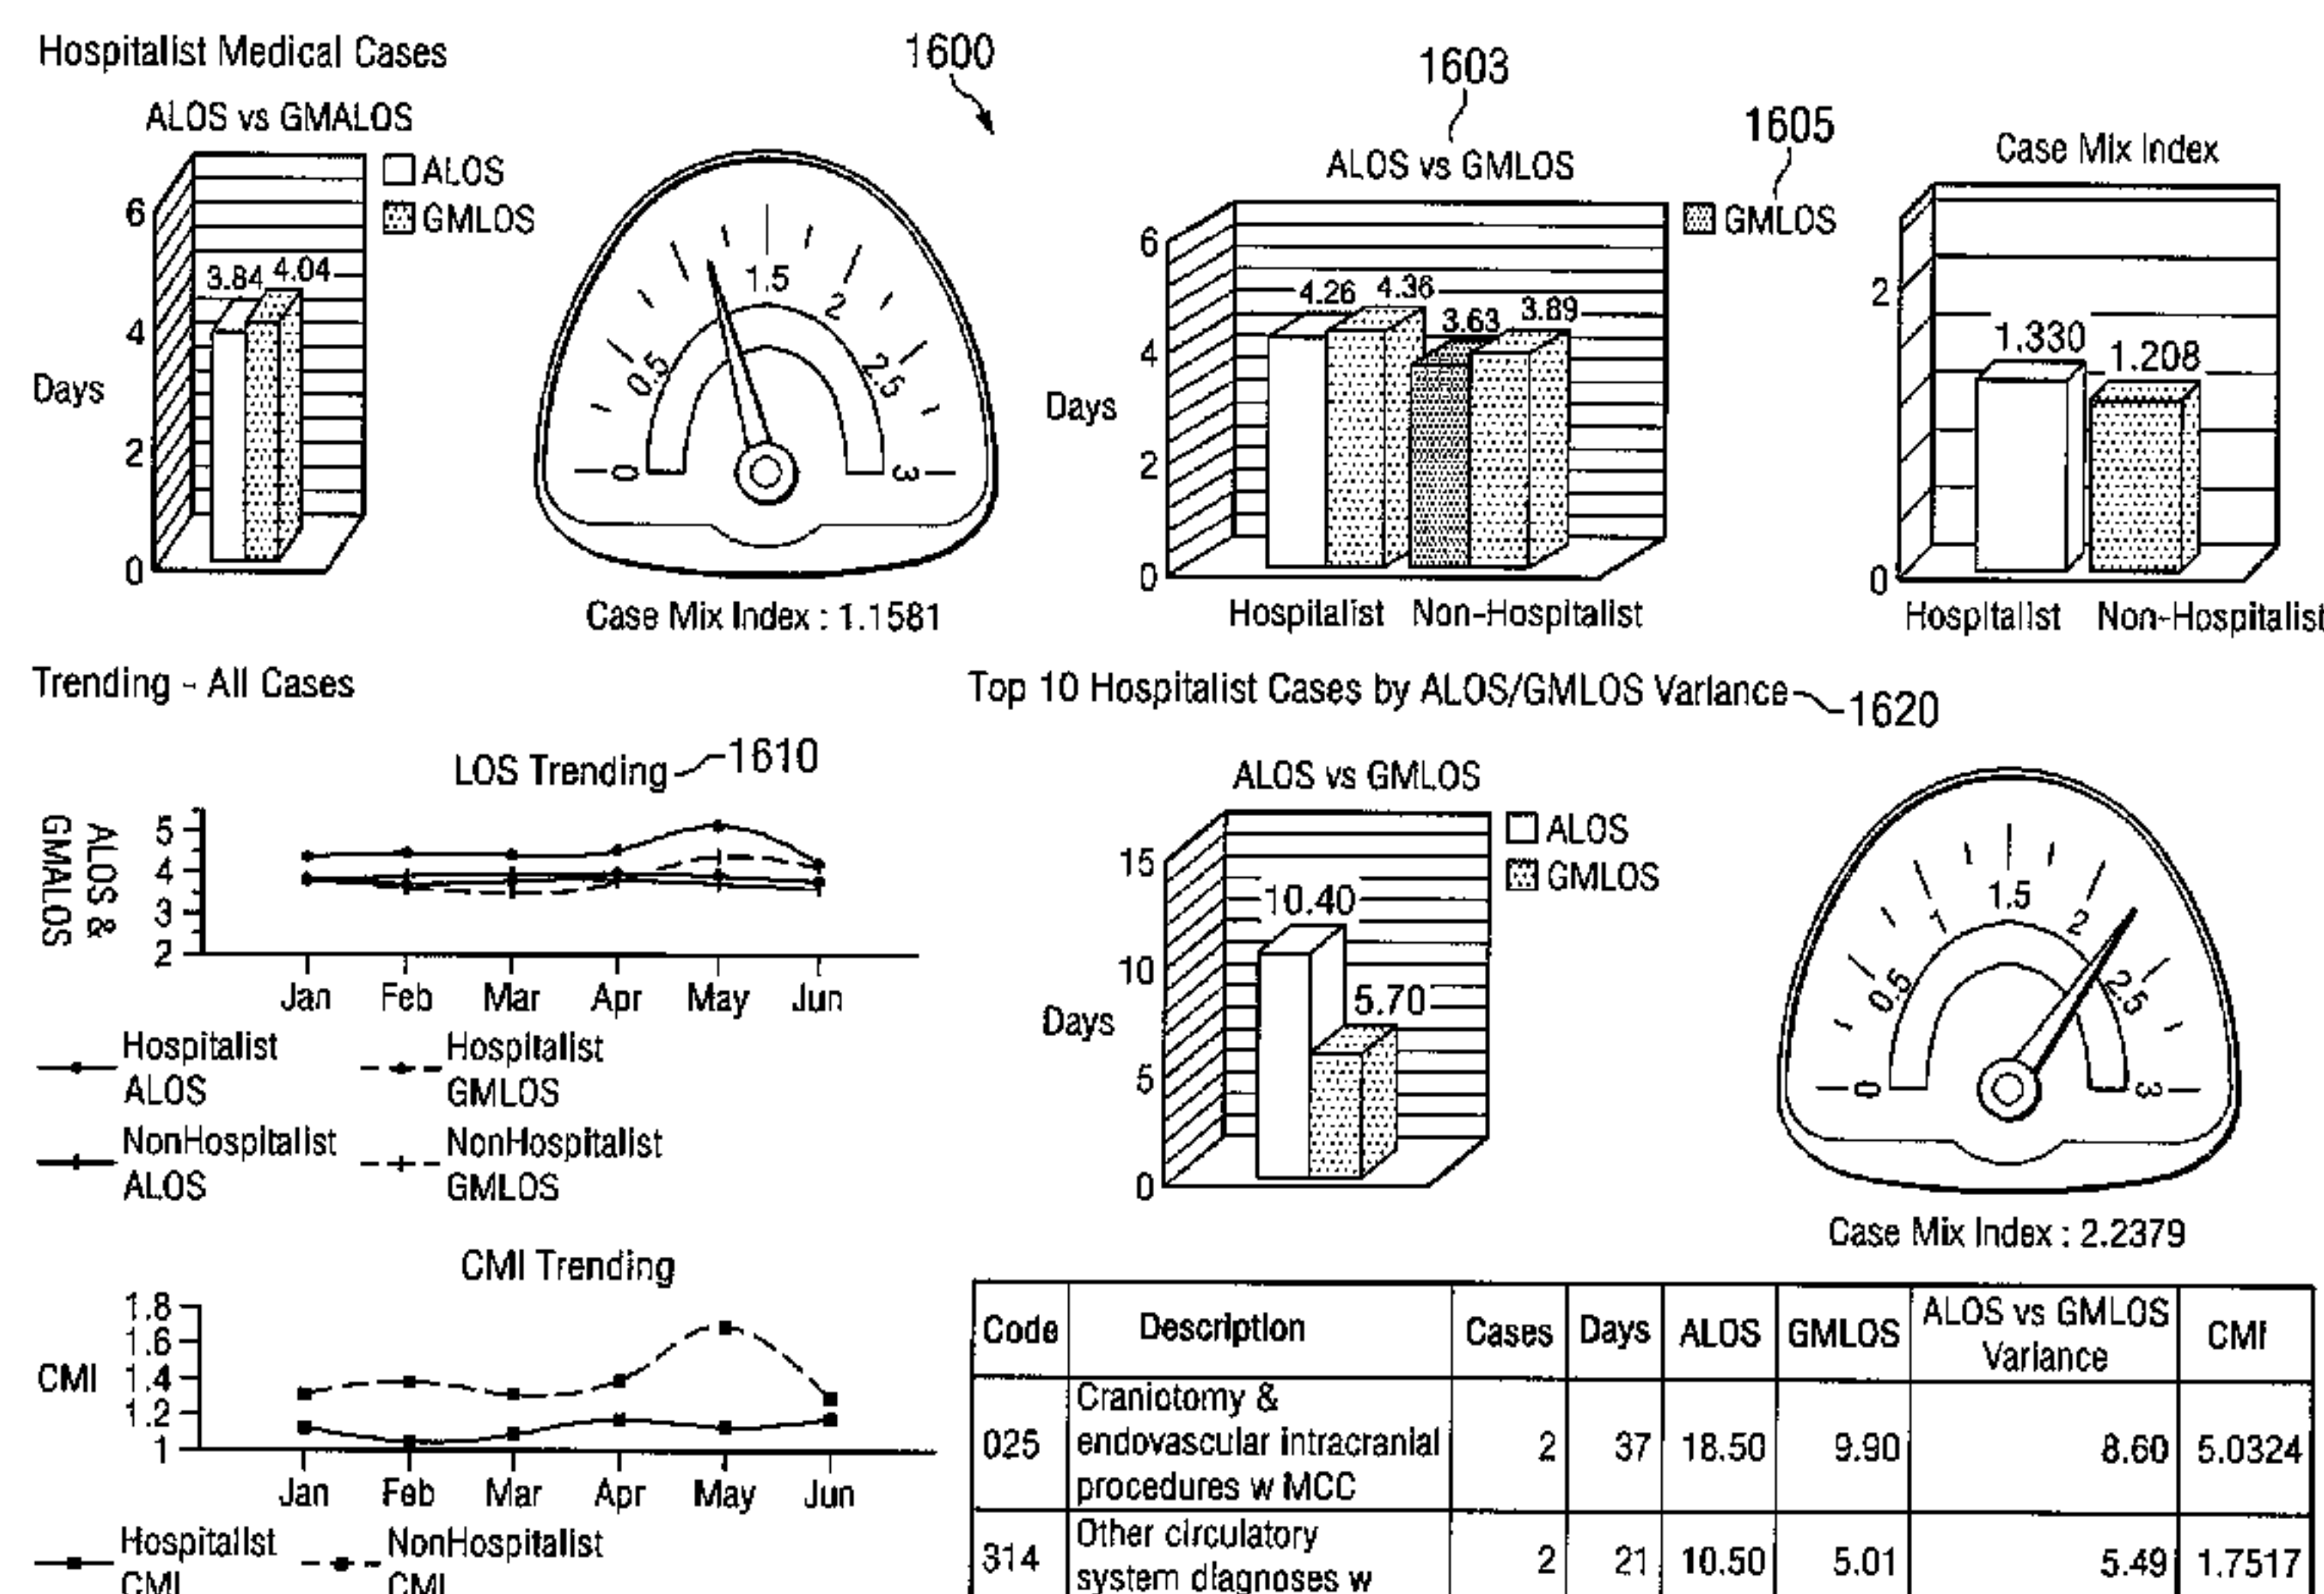 Hospitalist Medical Cases
1600
ALOS vs GMALOS
ALOS
GMLOS
6
4
2
0
Days
3.84 4.04
0
0.5
1.5
2
2.5
3
Case Mix Index : 1.1581
1603
ALOS vs GMLOS
1605
GMLOS
6
4
2
0
Days
4.26 4.36
3.63 3.89
Hospitalist Non-Hospitalist
Case Mix Index
2
0
1.330
1.208
Hospitalist Non-Hospitalist
Trending - All Cases
LOS Trending 1610
ALOS &
GMALOS
5
4
3
2
Jan Feb Mar Apr May Jun
Hospitalist
ALOS
Hospitalist
GMLOS
NonHospitalist
ALOS
NonHospitalist
GMLOS
CMI Trending
CMI
1.8
1.6
1.4
1.2
1
Jan Feb Mar Apr May Jun
Hospitalist
CMI
NonHospitalist
CMI
Top 10 Hospitalist Cases by ALOS/GMLOS Variance 1620
ALOS vs GMLOS
ALOS
GMLOS
15
10
5
0
Days
10.40
5.70
0
0.5
1
1.5
2
2.5
3
Case Mix Index : 2.2379
Code Description Cases Days ALOS GMLOS ALOS vs GMLOS Variance CMI
025 Craniotomy & endovascular intracranial procedures w MCC 2 37 18.50 9.90 8.60 5.0324
314 Other circulatory system diagnoses w 2 21 10.50 5.01 5.49 1.7517